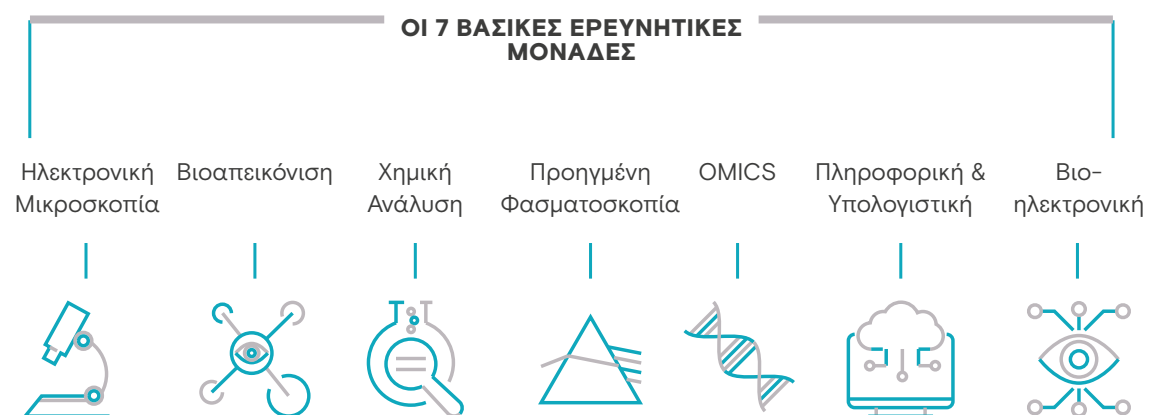 ΟΙ 7 ΒΑΣΙΚΕΣ ΕΡΕΥΝΗΤΙΚΕΣ
ΜΟΝΑΔΕΣ
Ηλεκτρονική
Μικροσκοπία
Βιοαπεικόνιση
Χημική
Ανάλυση
Προηγμένη
Φασματοσκοπία
OMICS
Πληροφορική &
Υπολογιστική
Βιο-
ηλεκτρονική